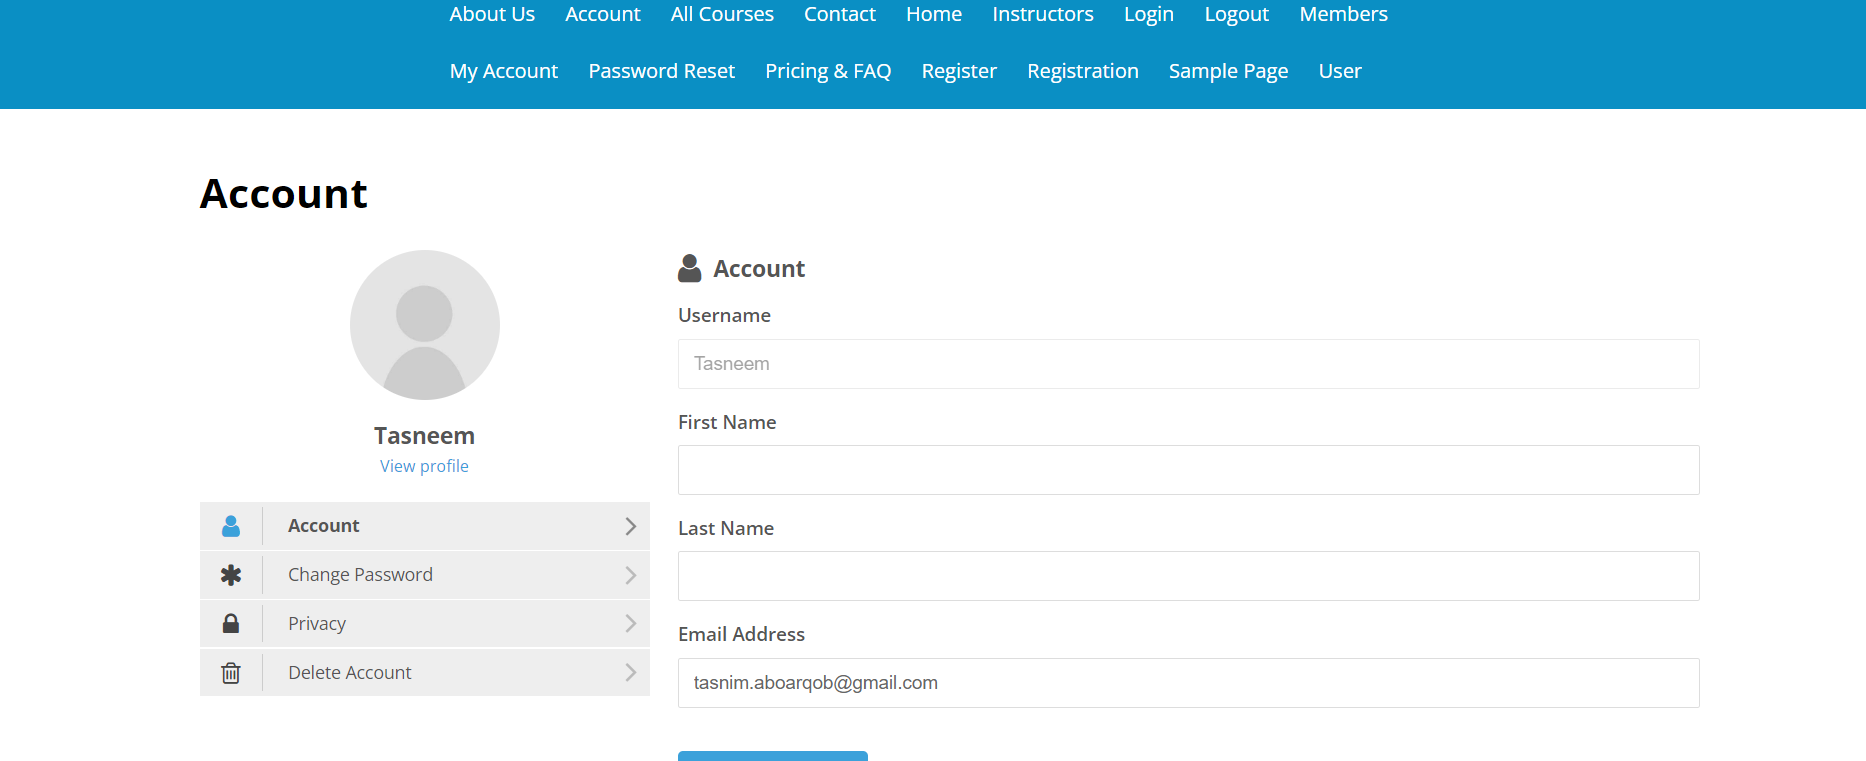 About Us Account All Courses Contact Home Instructors Login Logout Members
My Account Password Reset Pricing & FAQ Register Registration Sample Page User
Account
Tasneem
View profile
Account
Change Password
Privacy
Delete Account
Account
Username
Tasneem
First Name
Last Name
Email Address
tasnim.aboarqob@gmail.com